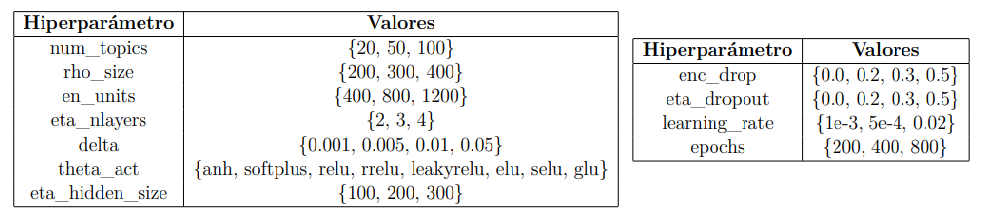 Hiperparámetro Valores
num_topics {20, 50, 100}
rho_size {200, 300, 400}
en_units {400, 800, 1200}
eta_nlayers {2, 3, 4}
delta {0.001, 0.005, 0.01, 0.05}
theta_act {anh, softplus, relu, rrelu, leakyrelu, elu, selu, glu}
eta_hidden_size {100, 200, 300}
Hiperparámetro Valores
enc_drop {0.0, 0.2, 0.3, 0.5}
eta_dropout {0.0, 0.2, 0.3, 0.5}
learning_rate {1e-3, 5e-4, 0.02}
epochs {200, 400, 800}